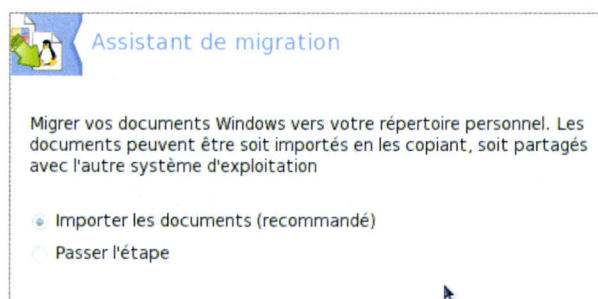 Assistant de migration
Migrer vos documents Windows vers votre répertoire personnel. Les
documents peuvent être soit importés en les copiant, soit partagés
avec l'autre système d'exploitation
Importer les documents (recommandé)
Passer l'étape